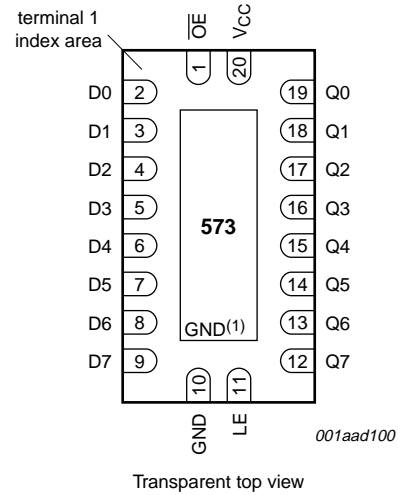 terminal 1
index area
OE
VCC
1
20
D0 2 19 Q0
D1 3 18 Q1
D2 4 17 Q2
D3 5 16 Q3
573
D4 6 15 Q4
D5 7 14 Q5
D6 8 13 Q6
GND(1)
D7 9 12 Q7
10
11
GND
LE
001aad100
Transparent top view